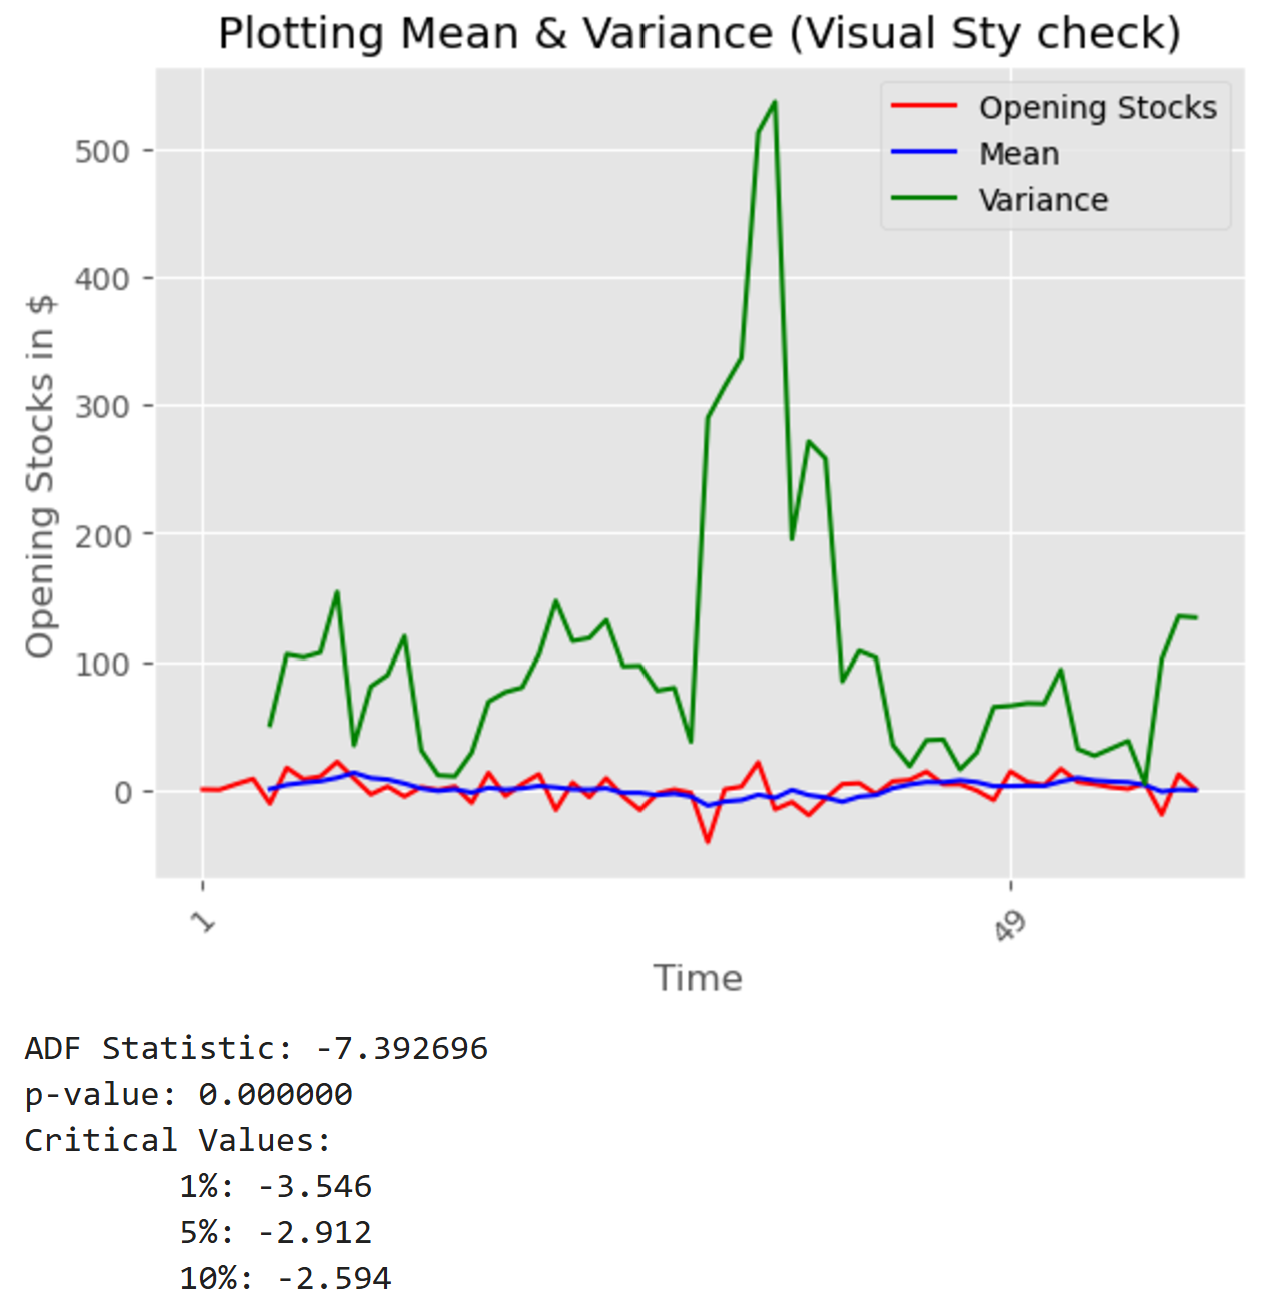 Plotting Mean & Variance (Visual Sty check)
Opening Stocks
Mean
Variance
Opening Stocks in $
500
400
300
200
100
0
1
49
Time
ADF Statistic: -7.392696
p-value: 0.000000
Critical Values:
1%: -3.546
5%: -2.912
10%: -2.594